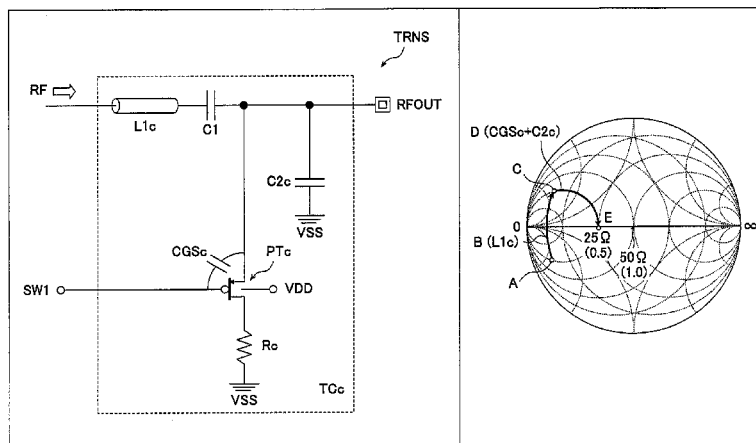 TRNS
RF
RFOUT
L1c
C1
C2c
VSS
CGSc
PTc
SW1
VDD
Rc
VSS
TCc
D (CGSc+C2c)
C
E
0
∞
25Ω
(0.5)
B (L1c)
50Ω
(1.0)
A